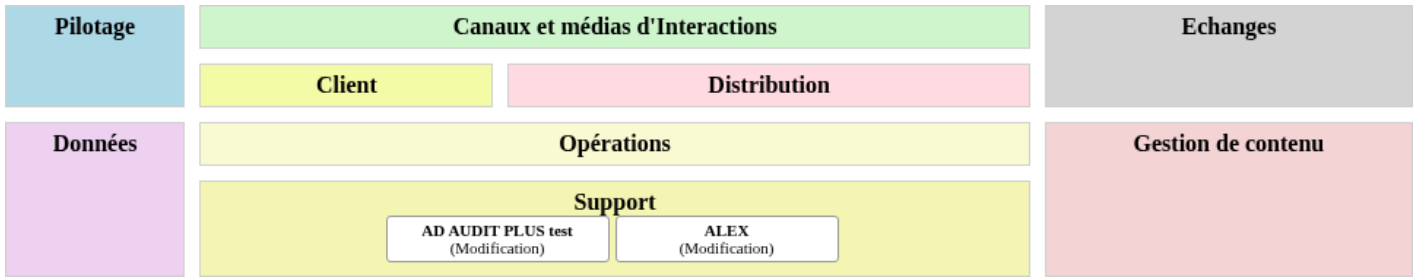 Pilotage
Canaux et médias d'Interactions
Echanges
Client
Distribution
Données
Opérations
Gestion de contenu
Support
AD AUDIT PLUS test
(Modification)
ALEX
(Modification)